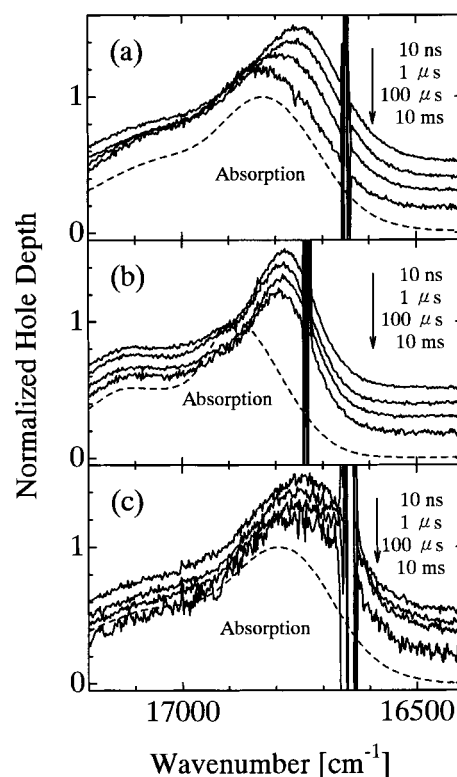 (a)
10 ns
1 μs
100 μs
10 ms
1
Absorption
0
(b)
10 ns
1 μs
100 μs
10 ms
1
Absorption
0
(c)
10 ns
1 μs
100 μs
10 ms
1
Absorption
0
Normalized Hole Depth
17000
16500
Wavenumber [cm⁻¹]